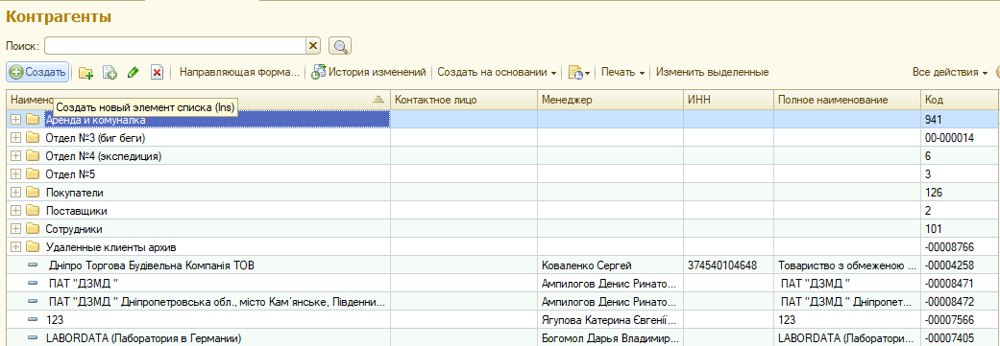 Контрагенты
Поиск:
Создать Направляющая форма... История изменений Создать на основании Печать Изменить выделенные Все действия
Наимено Контактное лицо Менеджер ИНН Полное наименование Код
Создать новый элемент списка (Ins)
Аренда и комуналка 941
Отдел №3 (биг беги) 00-000014
Отдел №4 (экспедиция) 6
Отдел №5 3
Покупатели 126
Поставщики 2
Сотрудники 101
Удаленные клиенты архив -00008766
Дніпро Торгова Будівельна Компанія ТОВ Коваленко Сергей 374540104648 Товариство з обмеженою ... -00004258
ПАТ "ДЗМД " Ампилогов Денис Ринато... ПАТ "ДЗМД " -00008471
ПАТ "ДЗМД " Дніпропетровська обл., місто Кам'янське, Південни... Ампилогов Денис Ринато... ПАТ "ДЗМД " Дніпропет... -00008472
123 Ягупова Катерина Євгенії... 123 -00007566
LABORDATA (Лаборатория в Германии) Богомол Дарья Владимир... LABORDATA (Лаборатори... -00007405